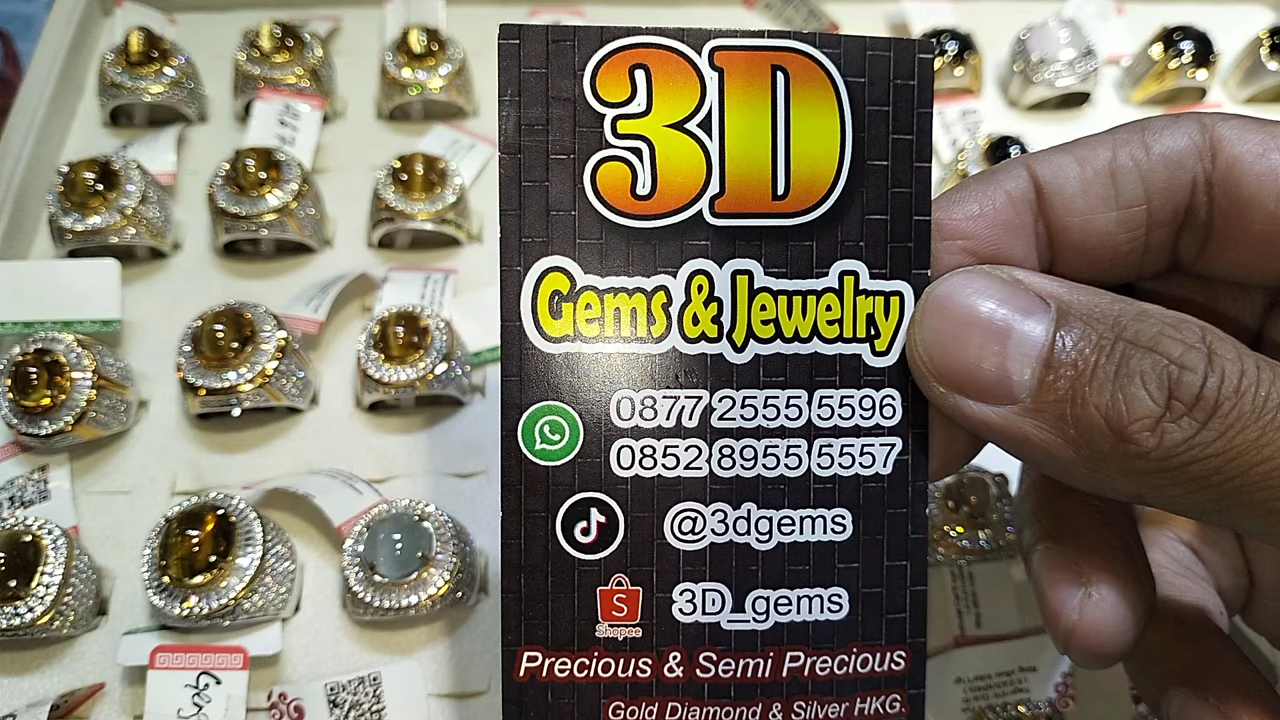 3D
Gems & Jewelry
0877 2555 5596
0852 8955 5557
@3dgems
Shopee
3D_gems
Precious & Semi Precious
Gold Diamond & Silver HKG.